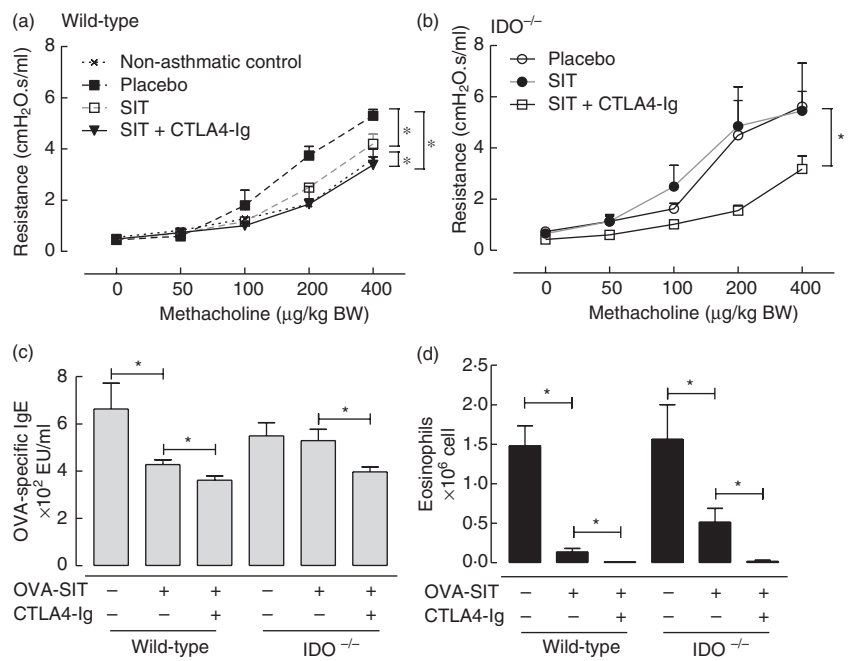 (a)
Wild-type
8
6
4
2
0
Resistance (cmH₂O.s/ml)
Non-asthmatic control
Placebo
SIT
SIT + CTLA4-Ig
*
*
*
0 50 100 200 400
Methacholine (μg/kg BW)
(b)
IDO⁻/⁻
8
6
4
2
0
Resistance (cmH₂O.s/ml)
Placebo
SIT
SIT + CTLA4-Ig
*
0 50 100 200 400
Methacholine (μg/kg BW)
(c)
8
6
4
2
0
OVA-specific IgE
×10² EU/ml
*
*
*
OVA-SIT − + + − + +
CTLA4-Ig − − + − − +
Wild-type IDO ⁻/⁻
(d)
2·5
1·5
1·0
0·5
0·0
Eosinophils
×10⁶ cell
*
*
*
*
OVA-SIT − + + − + +
CTLA4-Ig − − + − − +
Wild-type IDO ⁻/⁻